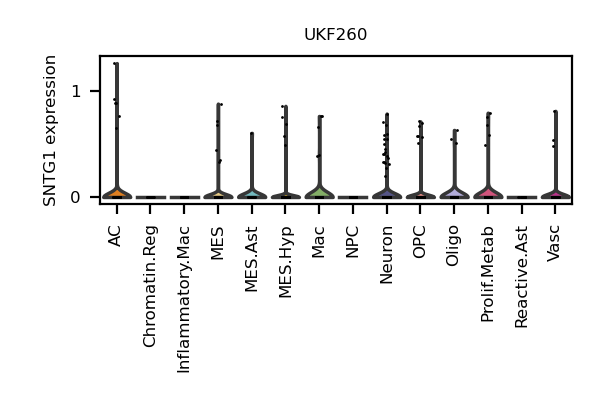 UKF260
SNTG1 expression
1
0
AC
Chromatin.Reg
Inflammatory.Mac
MES
MES.Ast
MES.Hyp
Mac
NPC
Neuron
OPC
Oligo
Prolif.Metab
Reactive.Ast
Vasc